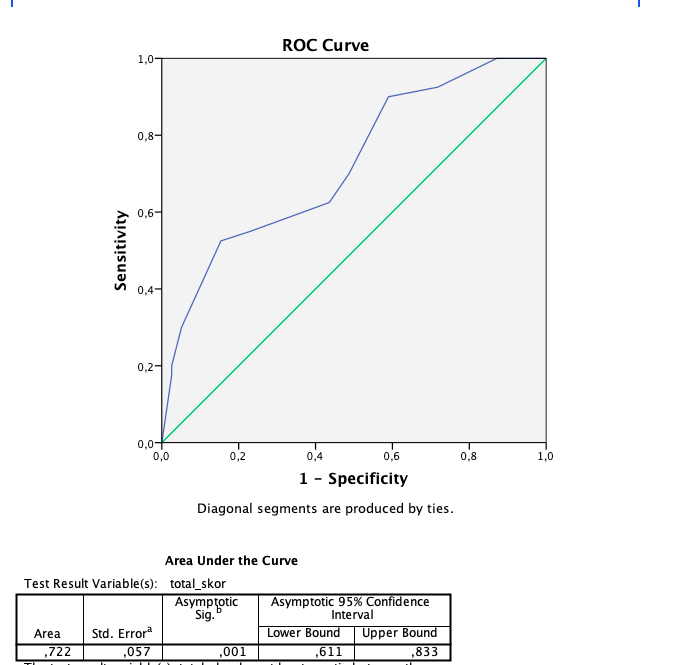 ROC Curve
1,0
0,8
0,6
0,4
0,2
0,0
Sensitivity
0,0 0,2 0,4 0,6 0,8 1,0
1 – Specificity
Diagonal segments are produced by ties.
Area Under the Curve
Test Result Variable(s): total_skor
Area Std. Errorᵃ Asymptotic Sig.ᵇ Asymptotic 95% Confidence Interval
Lower Bound Upper Bound
,722 ,057 ,001 ,611 ,833